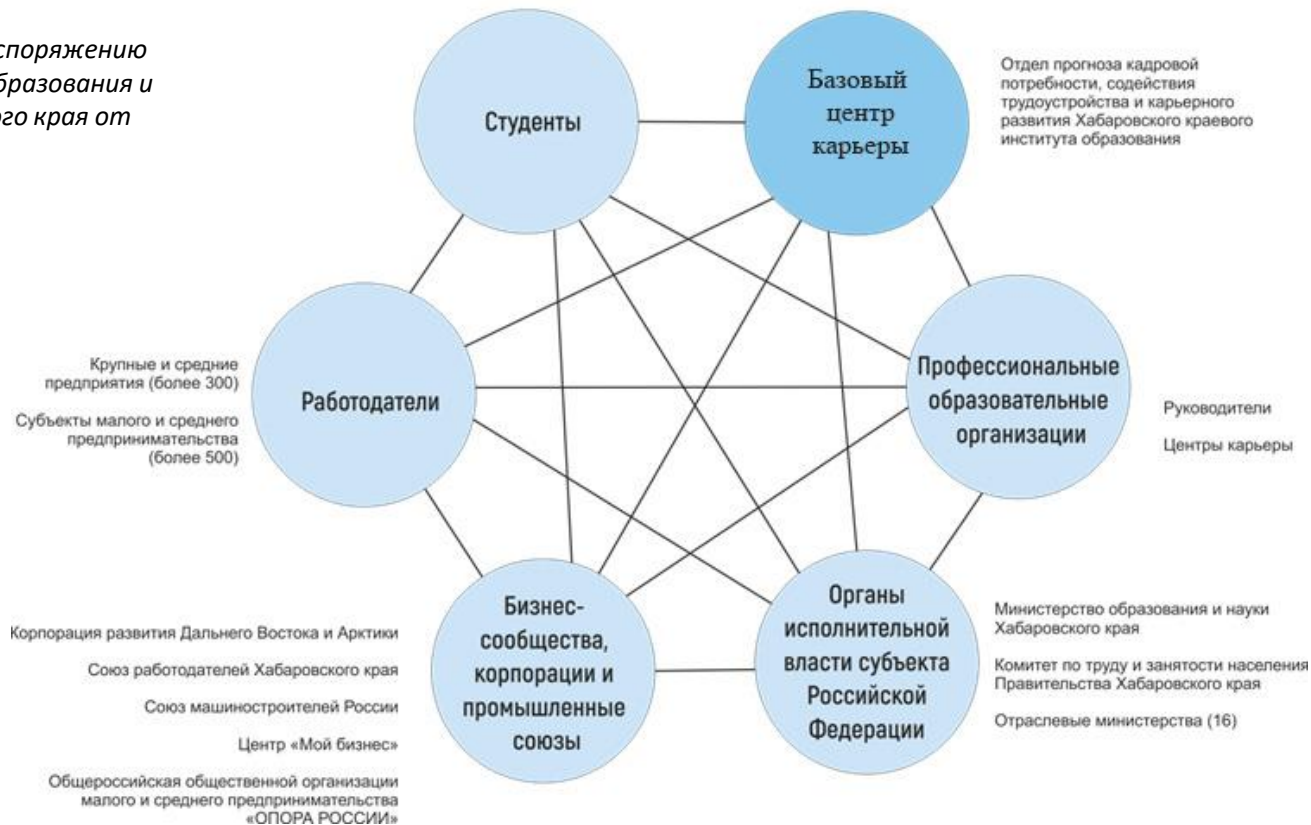 споряжению
бразования и
ого края от
Студенты
Базовый
центр
карьеры
Отдел прогноза кадровой
потребности, содействия
трудоустройства и карьерного
развития Хабаровского краевого
института образования
Крупные и средние
предприятия (более 300)
Субъекты малого и среднего
предпринимательства
(более 500)
Работодатели
Профессиональные
образовательные
организации
Руководители
Центры карьеры
Корпорация развития Дальнего Востока и Арктики
Союз работодателей Хабаровского края
Союз машиностроителей России
Центр «Мой бизнес»
Общероссийская общественной организации
малого и среднего предпринимательства
«ОПОРА РОССИИ»
Бизнес-
сообщества,
корпорации и
промышленные
союзы
Органы
исполнительной
власти субъекта
Российской
Федерации
Министерство образования и науки
Хабаровского края
Комитет по труду и занятости населения
Правительства Хабаровского края
Отраслевые министерства (16)